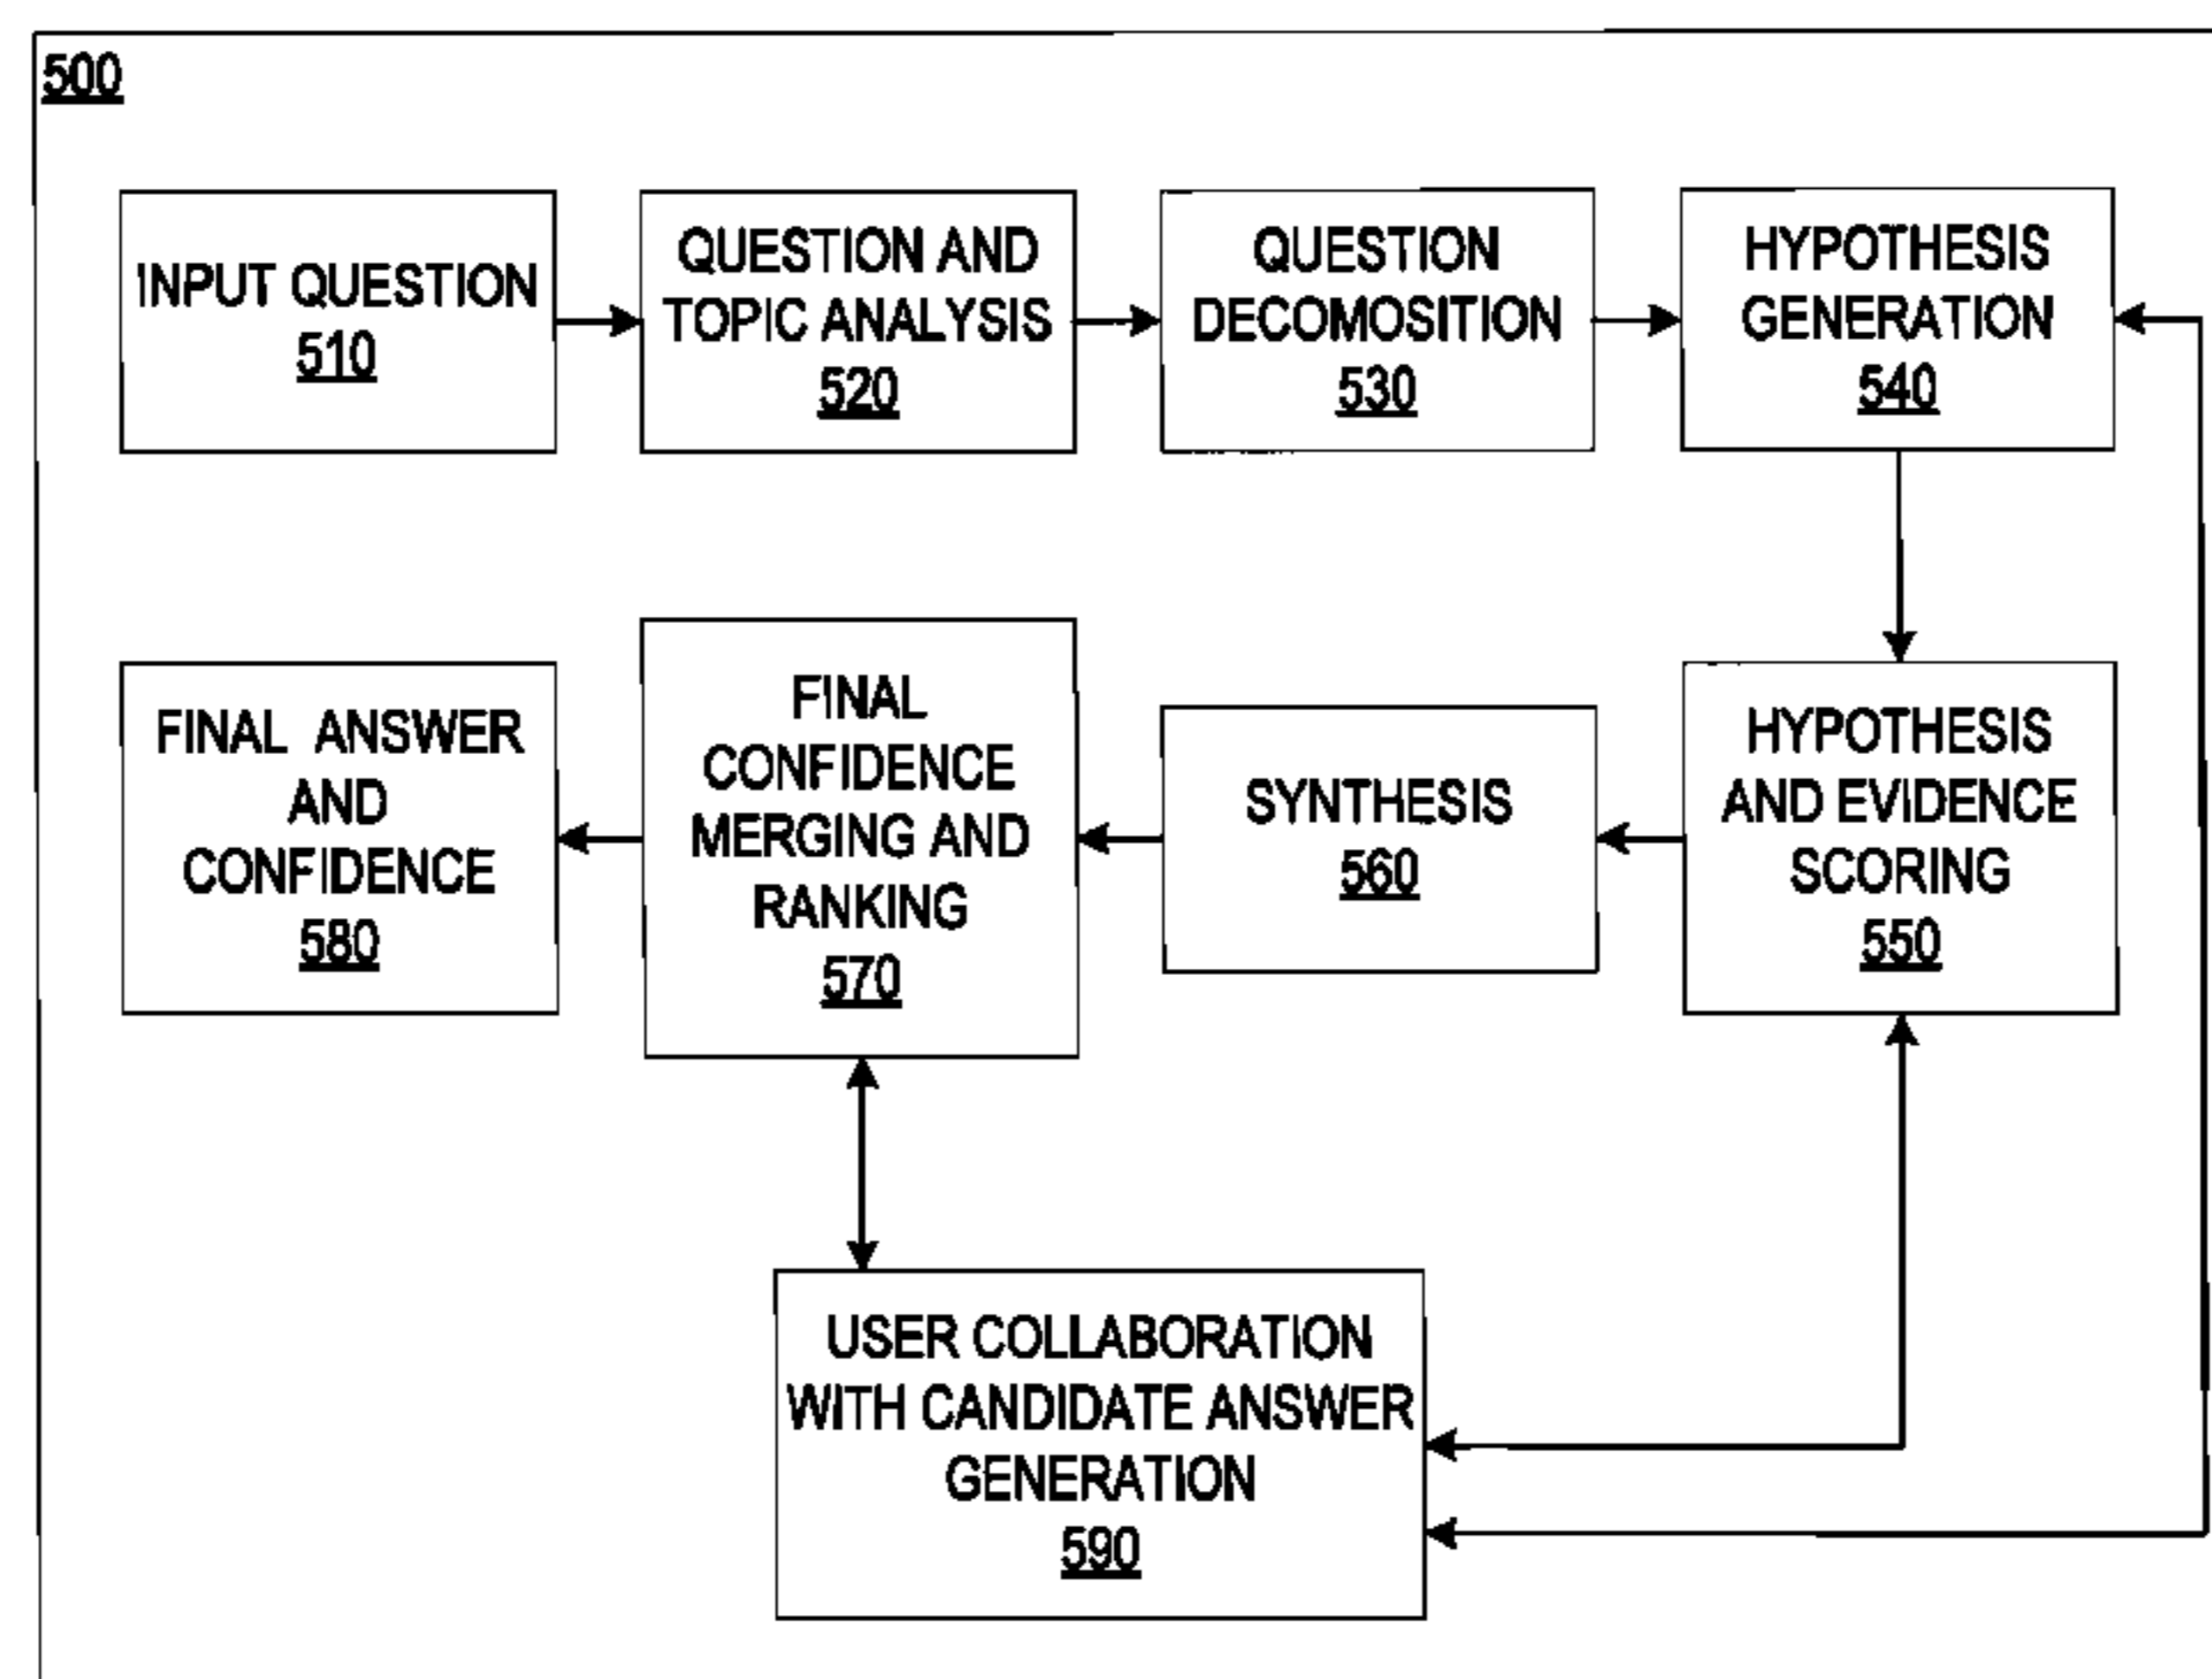 500
INPUT QUESTION
510
QUESTION AND
TOPIC ANALYSIS
520
QUESTION
DECOMOSITION
530
HYPOTHESIS
GENERATION
540
FINAL ANSWER
AND
CONFIDENCE
580
FINAL
CONFIDENCE
MERGING AND
RANKING
570
SYNTHESIS
560
HYPOTHESIS
AND EVIDENCE
SCORING
550
USER COLLABORATION
WITH CANDIDATE ANSWER
GENERATION
590